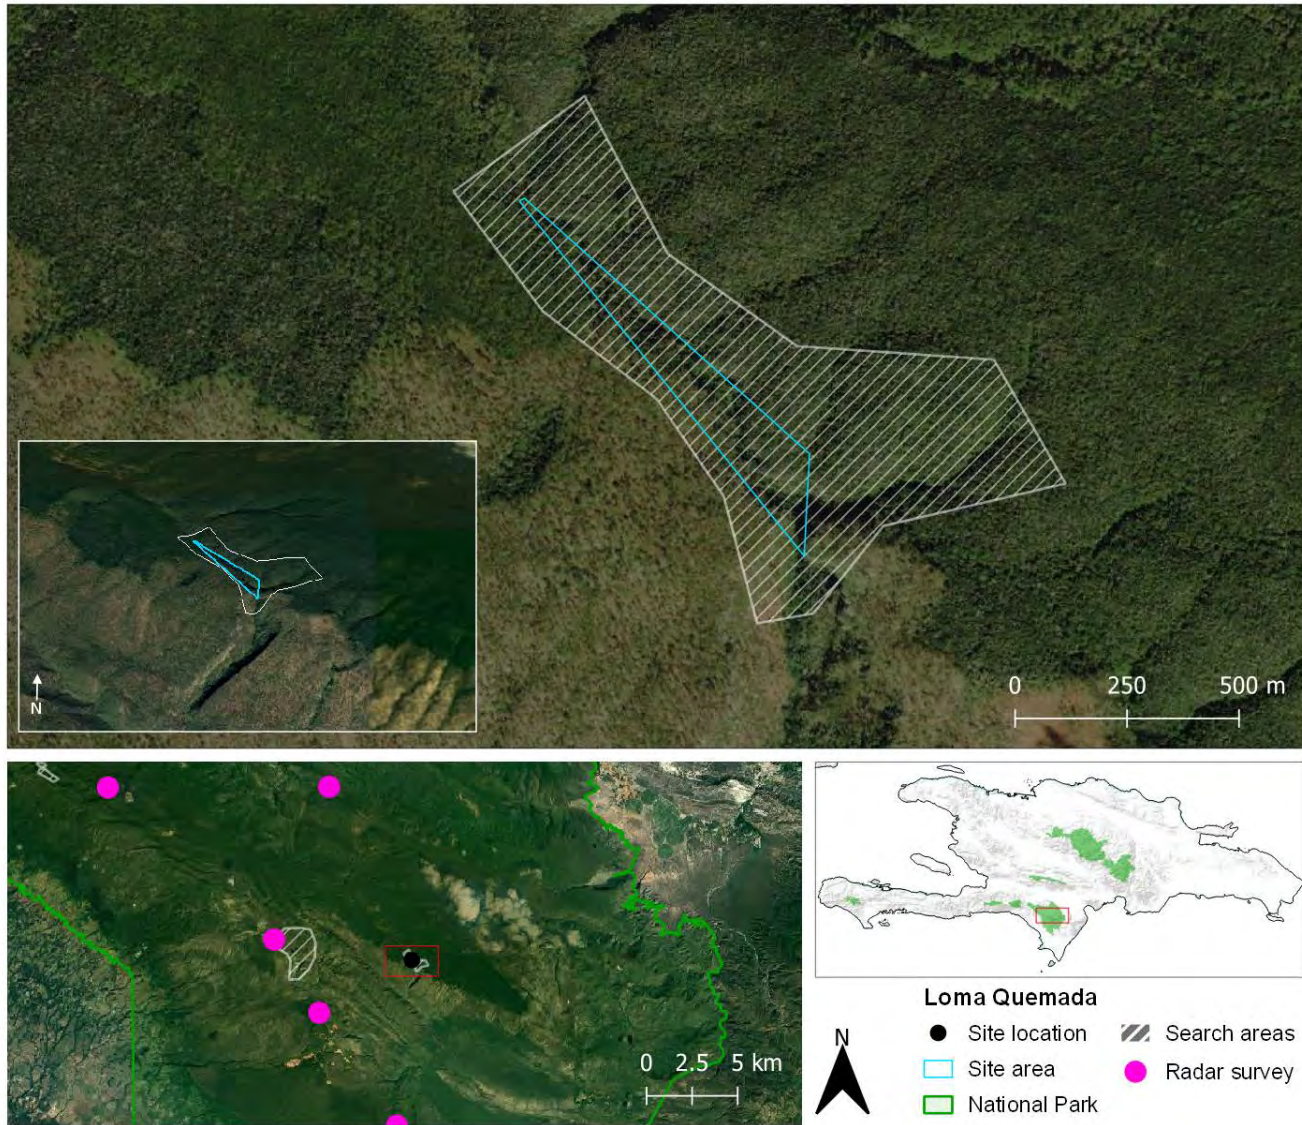 N
0 250 500 m
0 2.5 5 km
Loma Quemada
N
Site location
Search areas
Site area
Radar survey
National Park